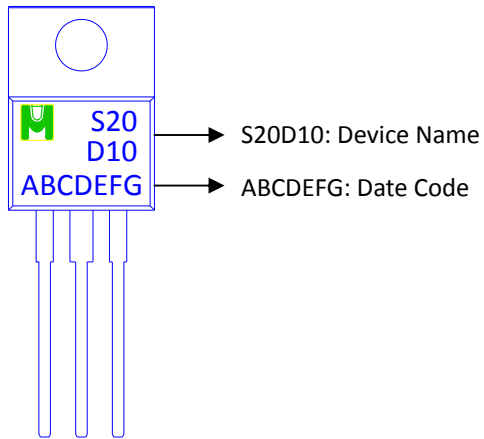 S20
D10
ABCDEFG
S20D10: Device Name
ABCDEFG: Date Code